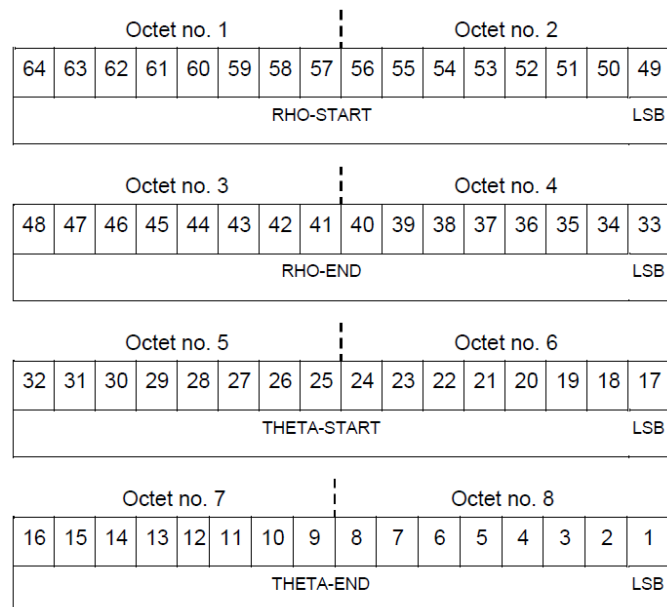 Octet no. 1 Octet no. 2
64 63 62 61 60 59 58 57 56 55 54 53 52 51 50 49
RHO-START LSB
Octet no. 3 Octet no. 4
48 47 46 45 44 43 42 41 40 39 38 37 36 35 34 33
RHO-END LSB
Octet no. 5 Octet no. 6
32 31 30 29 28 27 26 25 24 23 22 21 20 19 18 17
THETA-START LSB
Octet no. 7 Octet no. 8
16 15 14 13 12 11 10 9 8 7 6 5 4 3 2 1
THETA-END LSB